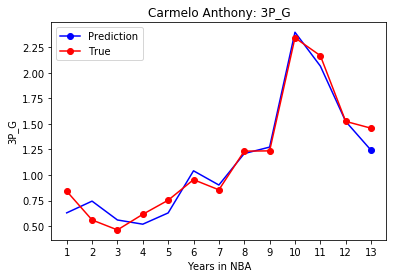 Carmelo Anthony: 3P_G
Prediction
True
2.25
2.00
1.75
1.50
1.25
1.00
0.75
0.50
3P_G
1 2 3 4 5 6 7 8 9 10 11 12 13
Years in NBA